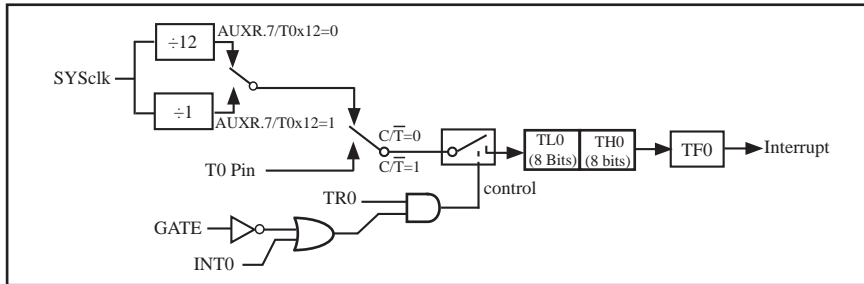 ÷12
AUXR.7/T0x12=0
SYSclk
÷1
AUXR.7/T0x12=1
C/T̅=0
C/T̅=1
T0 Pin
TL0
(8 Bits)
TH0
(8 bits)
TF0
Interrupt
control
TR0
GATE
INT0